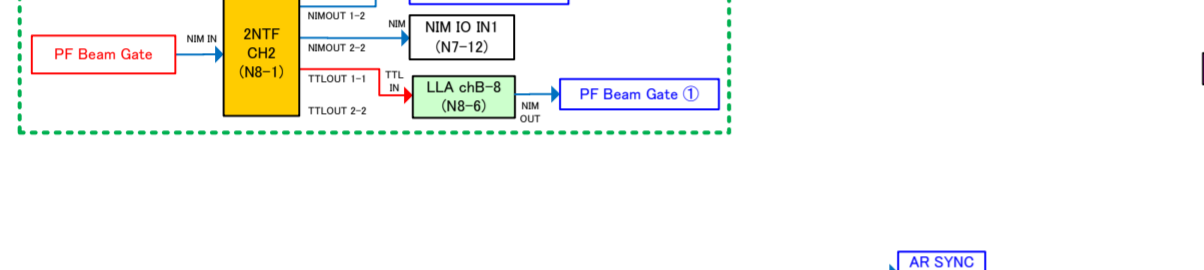 NIMOUT 1-2
PF Beam Gate
NIM IN
2NTF
CH2
(N8-1)
NIMOUT 2-2
NIM
NIM IO IN1
(N7-12)
TTLOUT 1-1
TTL
IN
LLA chB-8
(N8-6)
NIM
OUT
PF Beam Gate ①
TTLOUT 2-2
AR SYNC